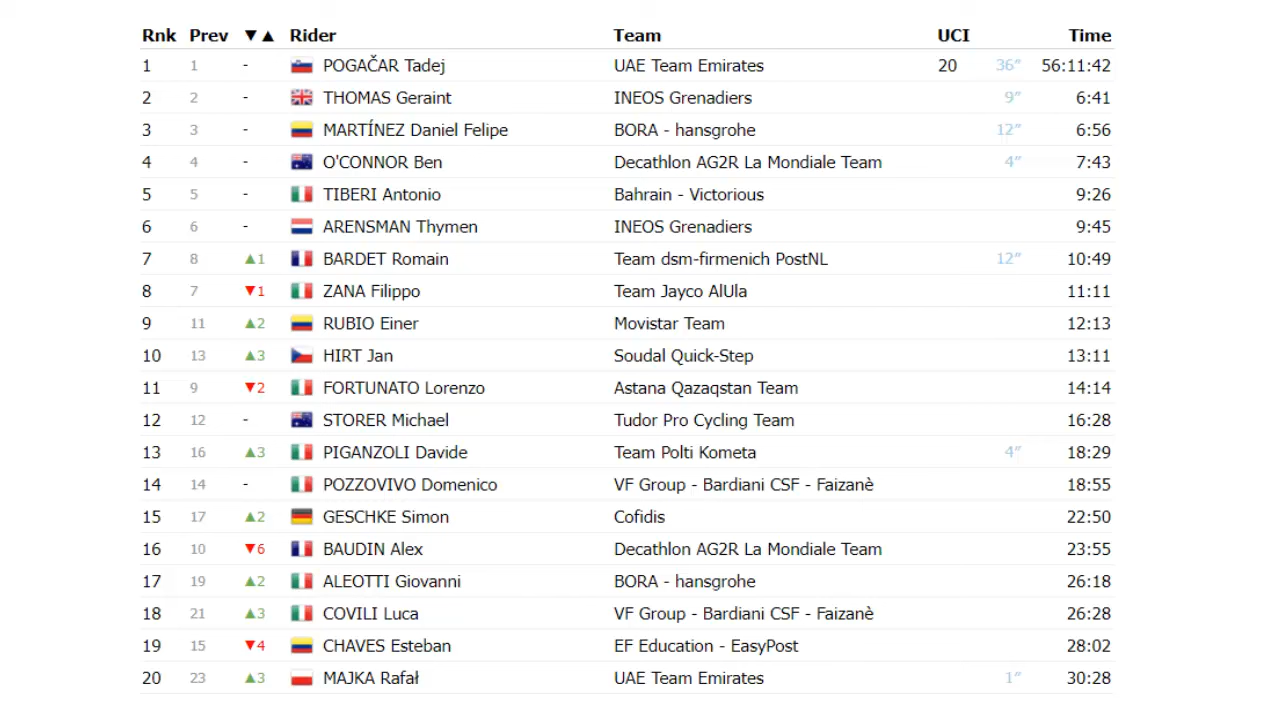 Rnk Prev ▼▲ Rider Team UCI Time
1 1 - POGAČAR Tadej UAE Team Emirates 20 36″ 56:11:42
2 2 - THOMAS Geraint INEOS Grenadiers 9″ 6:41
3 3 - MARTÍNEZ Daniel Felipe BORA - hansgrohe 12″ 6:56
4 4 - O'CONNOR Ben Decathlon AG2R La Mondiale Team 4″ 7:43
5 5 - TIBERI Antonio Bahrain - Victorious 9:26
6 6 - ARENSMAN Thymen INEOS Grenadiers 9:45
7 8 ▲1 BARDET Romain Team dsm-firmenich PostNL 12″ 10:49
8 7 ▼1 ZANA Filippo Team Jayco AlUla 11:11
9 11 ▲2 RUBIO Einer Movistar Team 12:13
10 13 ▲3 HIRT Jan Soudal Quick-Step 13:11
11 9 ▼2 FORTUNATO Lorenzo Astana Qazaqstan Team 14:14
12 12 - STORER Michael Tudor Pro Cycling Team 16:28
13 16 ▲3 PIGANZOLI Davide Team Polti Kometa 4″ 18:29
14 14 - POZZOVIVO Domenico VF Group - Bardiani CSF - Faizanè 18:55
15 17 ▲2 GESCHKE Simon Cofidis 22:50
16 10 ▼6 BAUDIN Alex Decathlon AG2R La Mondiale Team 23:55
17 19 ▲2 ALEOTTI Giovanni BORA - hansgrohe 26:18
18 21 ▲3 COVILI Luca VF Group - Bardiani CSF - Faizanè 26:28
19 15 ▼4 CHAVES Esteban EF Education - EasyPost 28:02
20 23 ▲3 MAJKA Rafał UAE Team Emirates 1″ 30:28